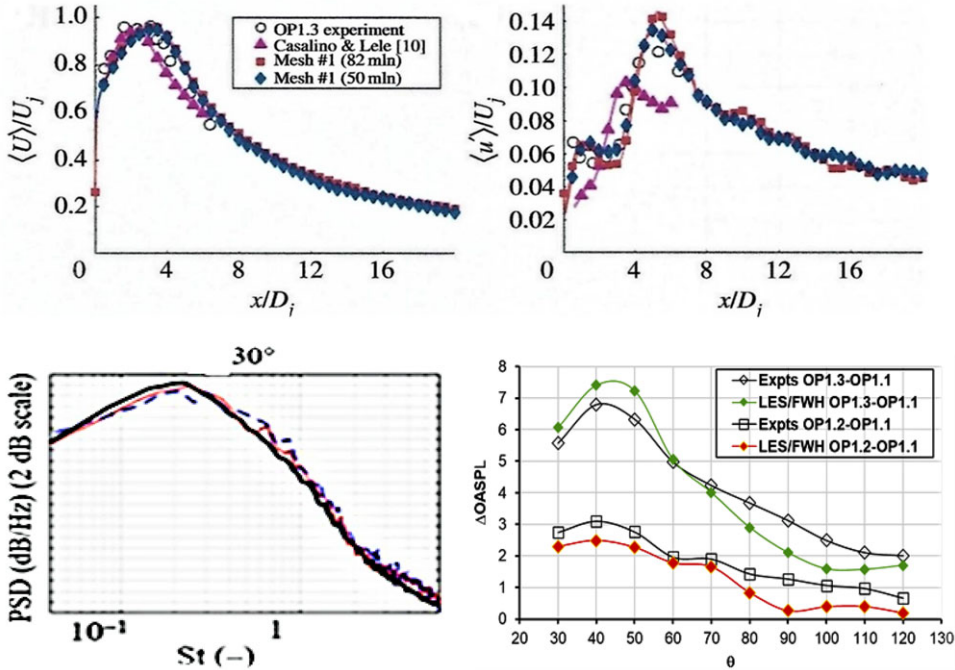 OP1.3 experiment
Casalino & Lele [10]
Mesh #1 (82 mln)
Mesh #1 (50 mln)
⟨U⟩/U_j
1.0
0.8
0.6
0.4
0.2
0 4 8 12 16
x/D_j
⟨u′⟩/U_j
0.14
0.12
0.10
0.08
0.06
0.04
0.02
0 4 8 12 16
x/D_j
30°
PSD (dB/Hz) (2 dB scale)
10⁻¹ 1
St (–)
Expts OP1.3-OP1.1
LES/FWH OP1.3-OP1.1
Expts OP1.2-OP1.1
LES/FWH OP1.2-OP1.1
ΔOASPL
8
7
6
5
4
3
2
1
0
20 30 40 50 60 70 80 90 100 110 120 130
θ